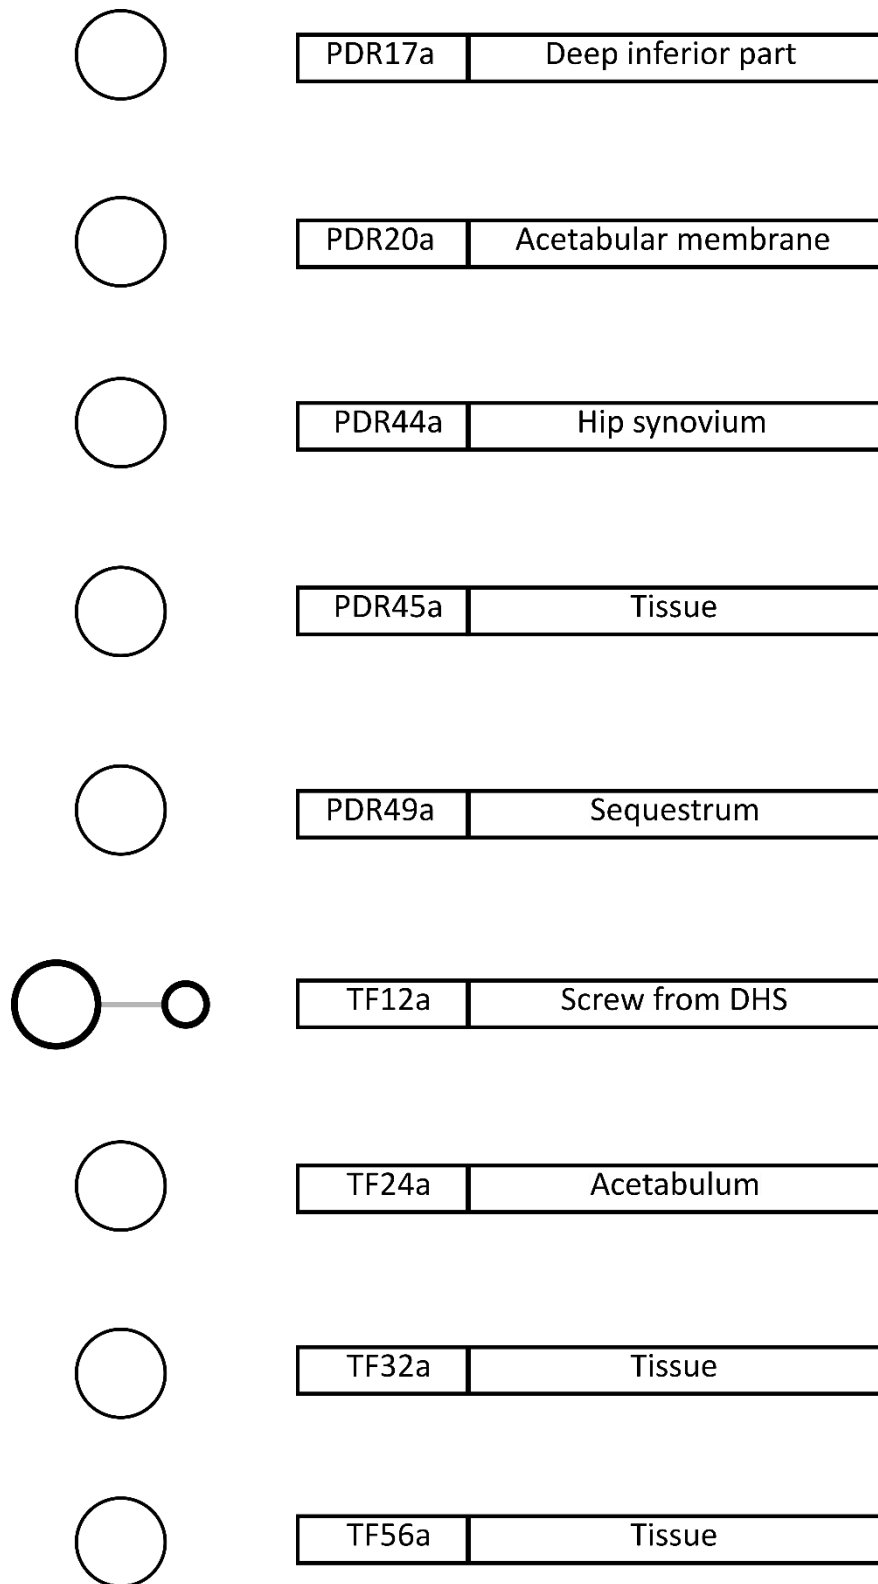 PDR17a Deep inferior part
PDR20a Acetabular membrane
PDR44a Hip synovium
PDR45a Tissue
PDR49a Sequestrum
TF12a Screw from DHS
TF24a Acetabulum
TF32a Tissue
TF56a Tissue